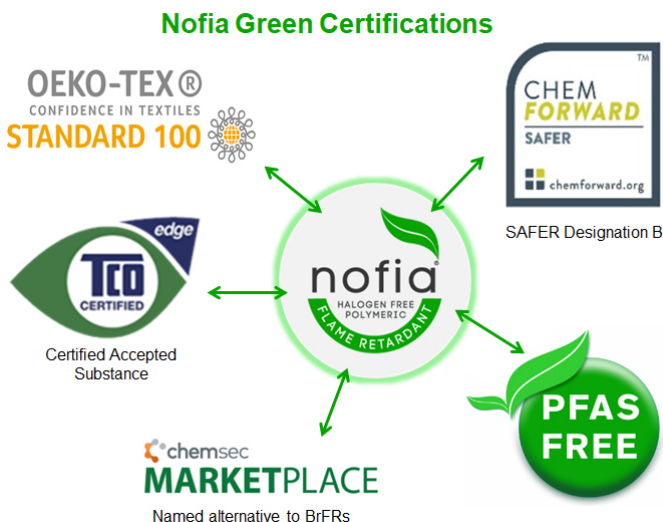 Nofia Green Certifications
OEKO-TEX®
CONFIDENCE IN TEXTILES
STANDARD 100
TM
CHEM
FORWARD
SAFER
chemforward.org
SAFER Designation B
edge
TCO
CERTIFIED
Certified Accepted
Substance
nofia®
HALOGEN FREE
POLYMERIC
FLAME RETARDANT
PFAS
FREE
chemsec
MARKETPLACE
Named alternative to BrFRs